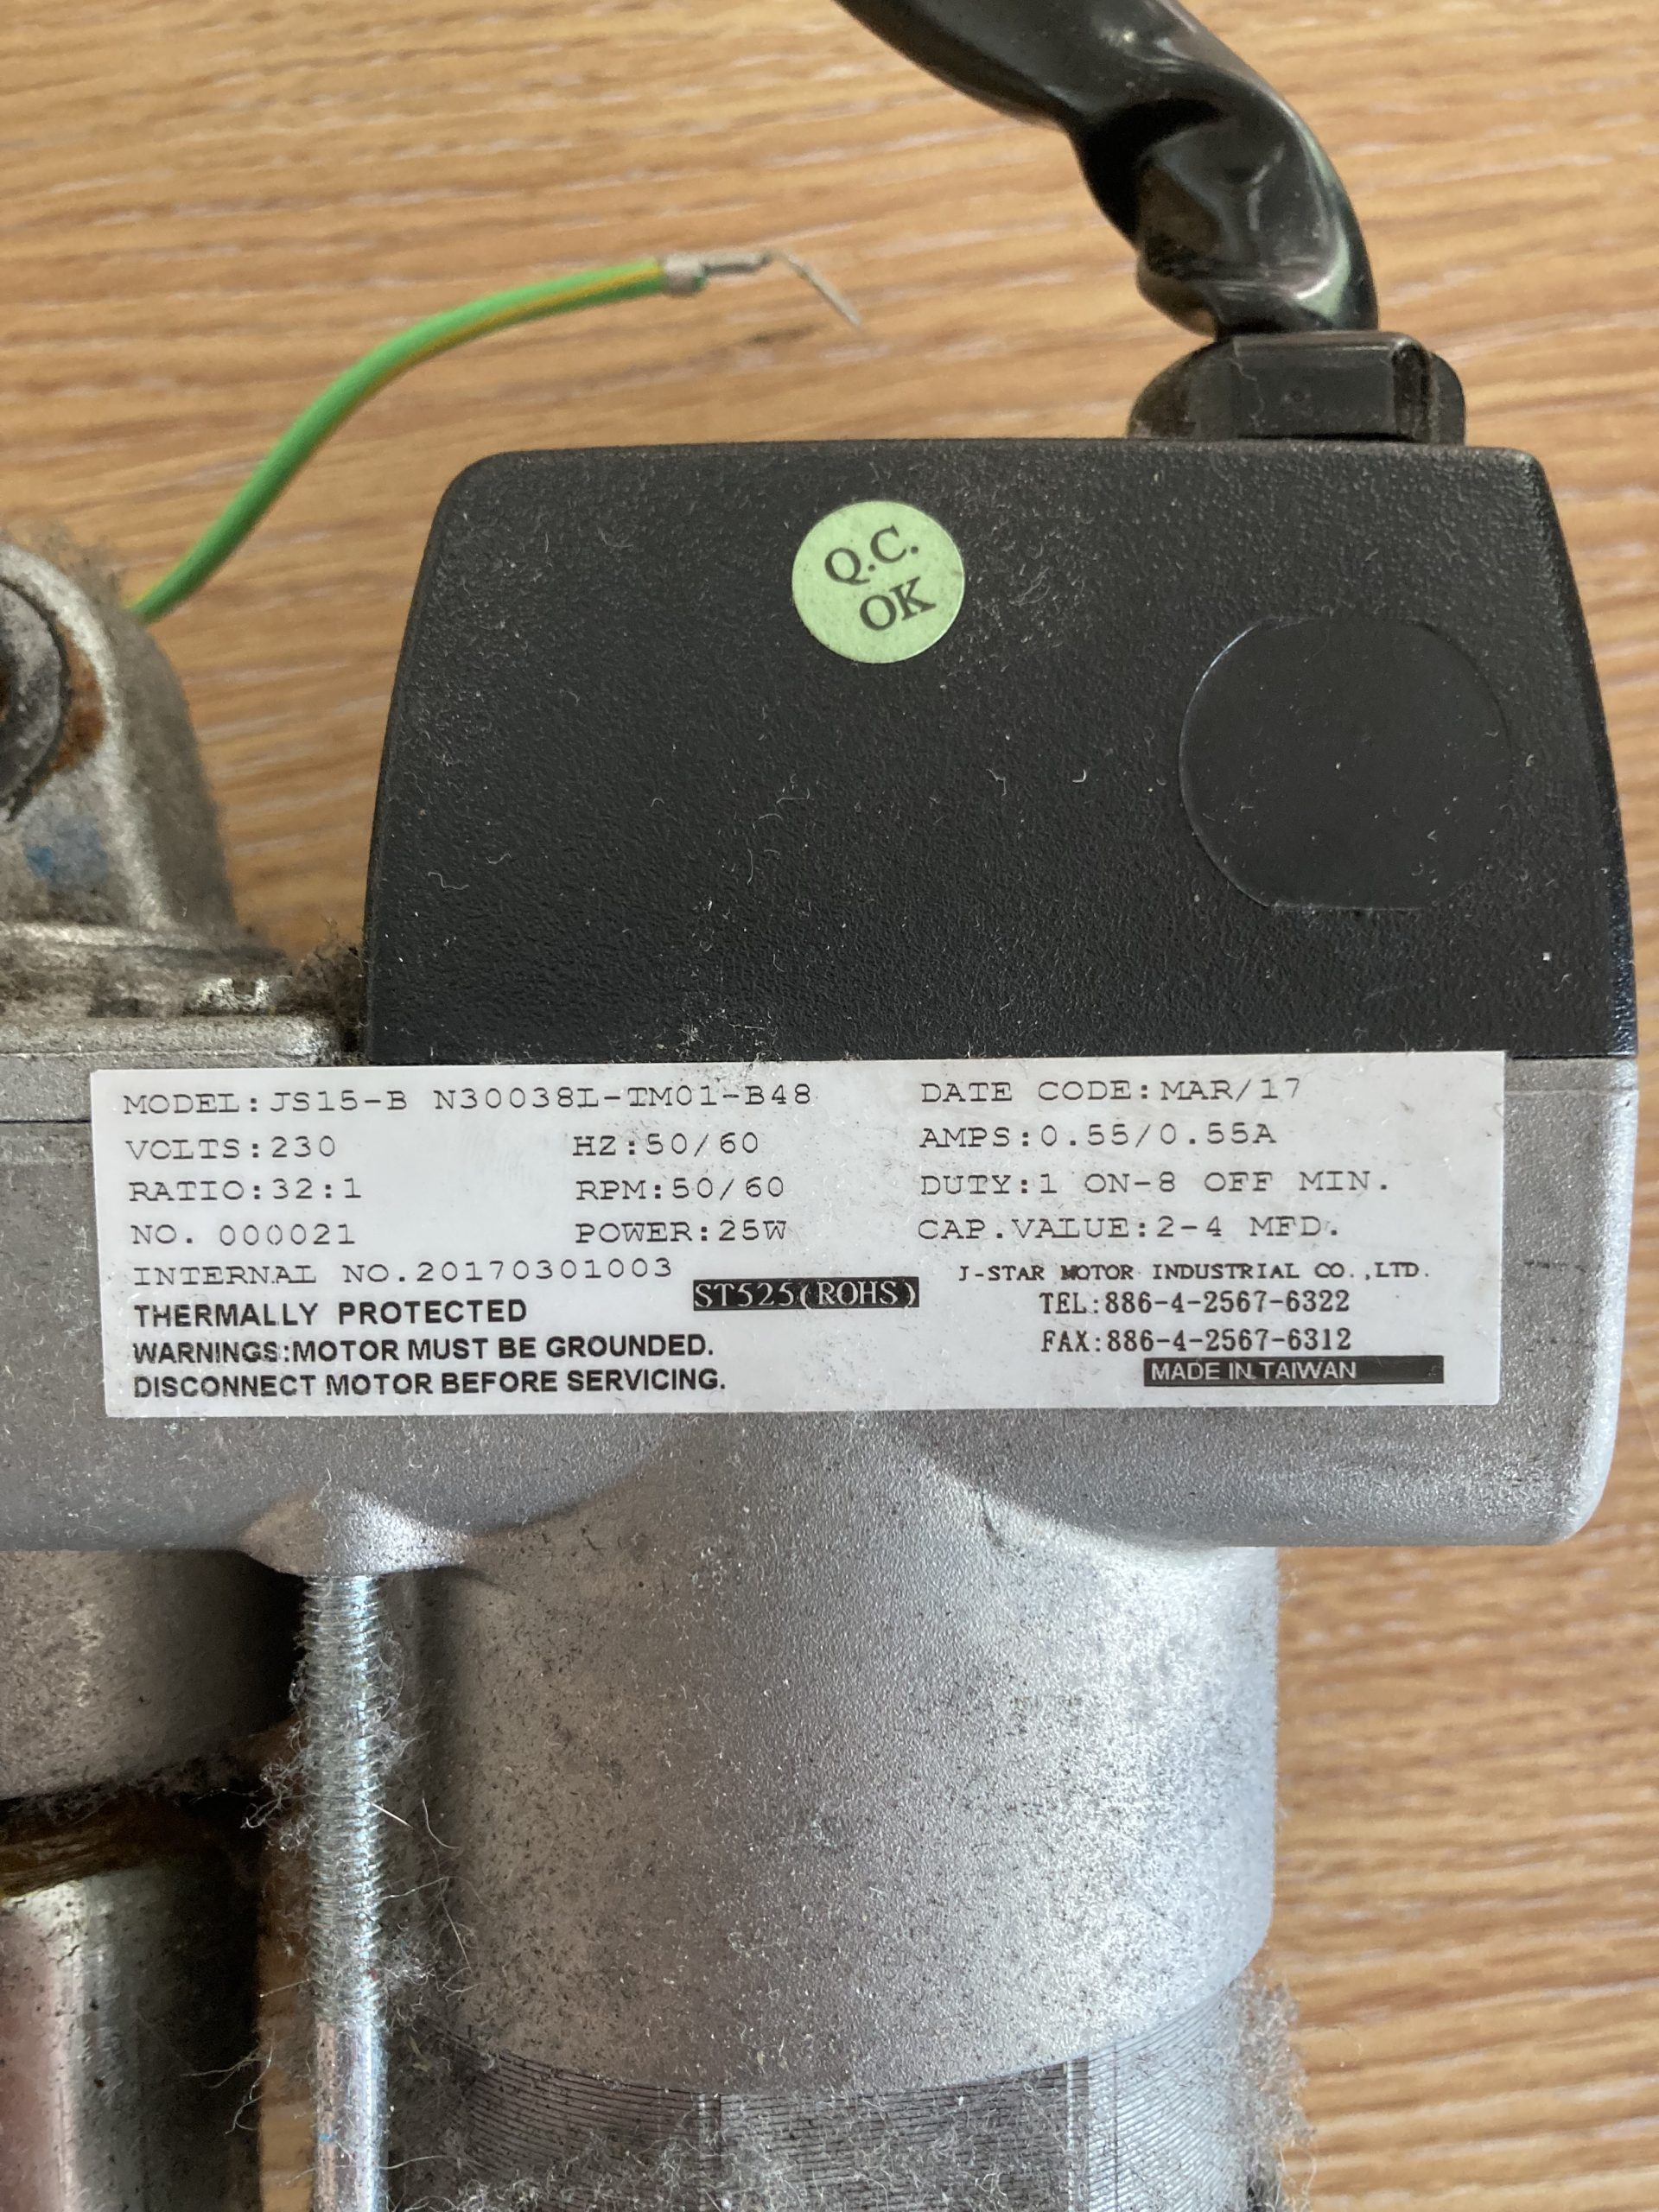 Q.C.
OK
MODEL:JS15-B N30038L-TM01-B48 DATE CODE:MAR/17
VOLTS:230 HZ:50/60 AMPS:0.55/0.55A
RATIO:32:1 RPM:50/60 DUTY:1 ON-8 OFF MIN.
NO. 000021 POWER:25W CAP.VALUE:2-4 MFD.
INTERNAL NO.20170301003 ST525(ROHS) J-STAR MOTOR INDUSTRIAL CO.,LTD.
THERMALLY PROTECTED TEL:886-4-2567-6322
WARNINGS:MOTOR MUST BE GROUNDED. FAX:886-4-2567-6312
DISCONNECT MOTOR BEFORE SERVICING. MADE IN TAIWAN